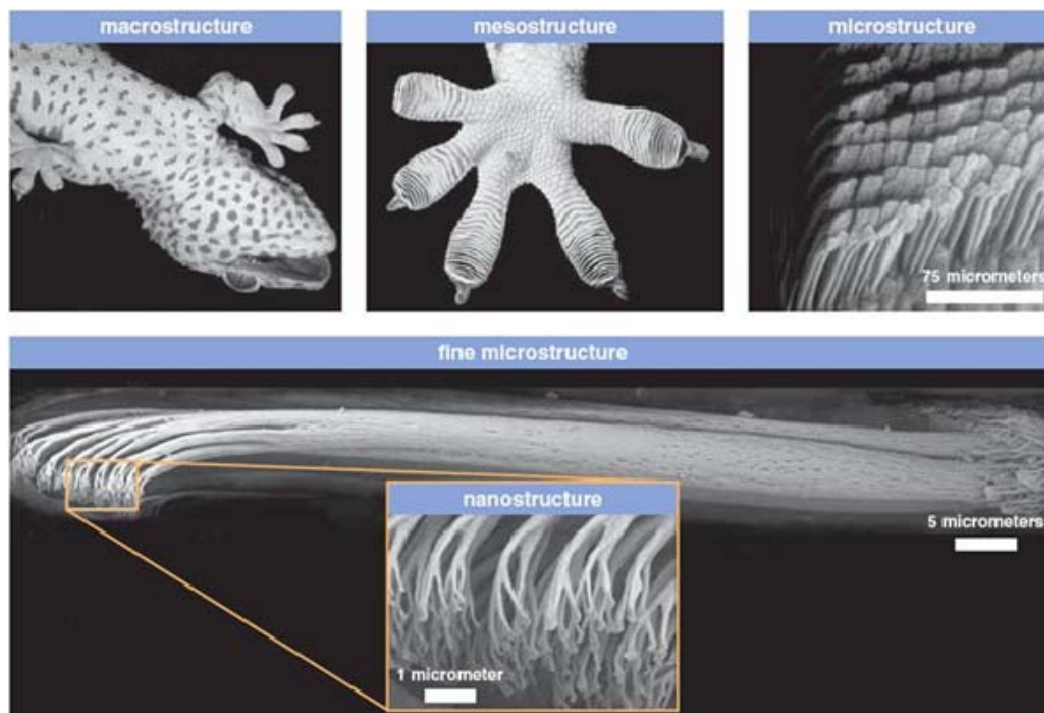 macrostructure
mesostructure
microstructure
75 micrometers
fine microstructure
nanostructure
5 micrometers
1 micrometer